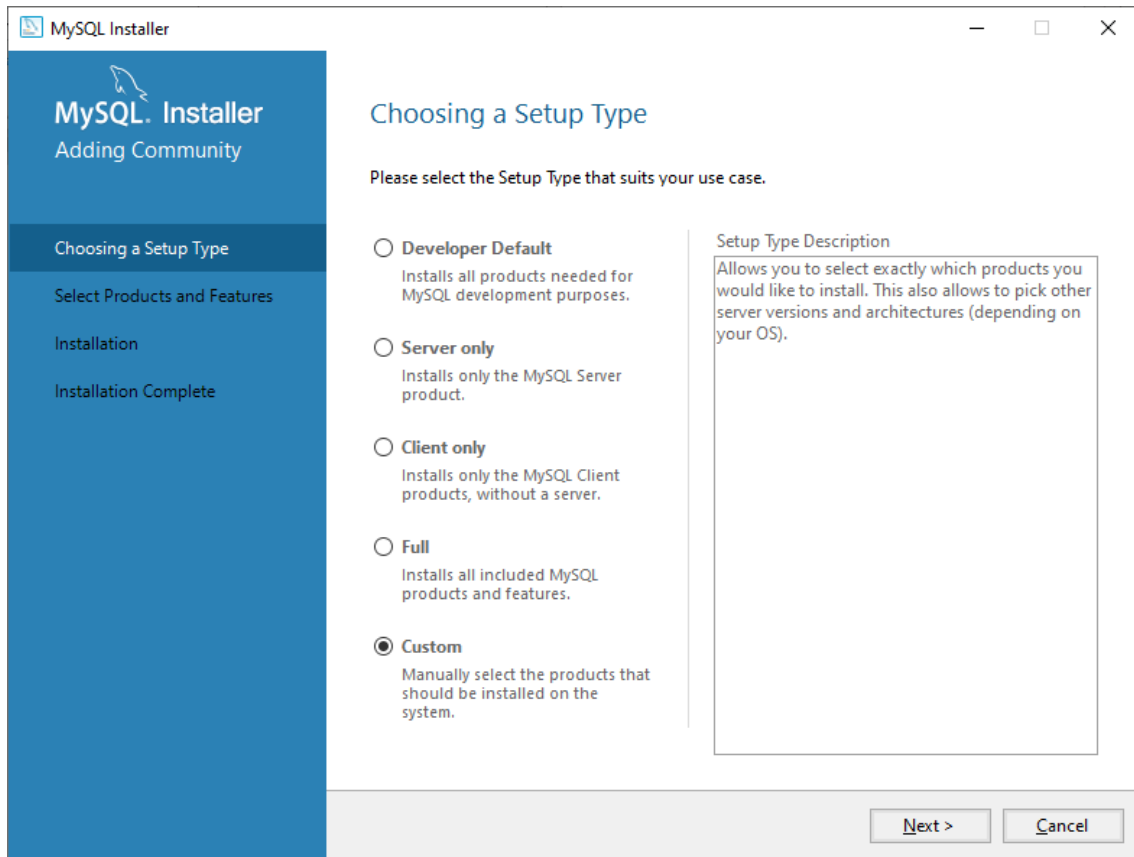 MySQL Installer
MySQL. Installer
Adding Community
Choosing a Setup Type
Select Products and Features
Installation
Installation Complete
Choosing a Setup Type
Please select the Setup Type that suits your use case.
Developer Default
Installs all products needed for
MySQL development purposes.
Server only
Installs only the MySQL Server
product.
Client only
Installs only the MySQL Client
products, without a server.
Full
Installs all included MySQL
products and features.
Custom
Manually select the products that
should be installed on the
system.
Setup Type Description
Allows you to select exactly which products you
would like to install. This also allows to pick other
server versions and architectures (depending on
your OS).
Next >
Cancel